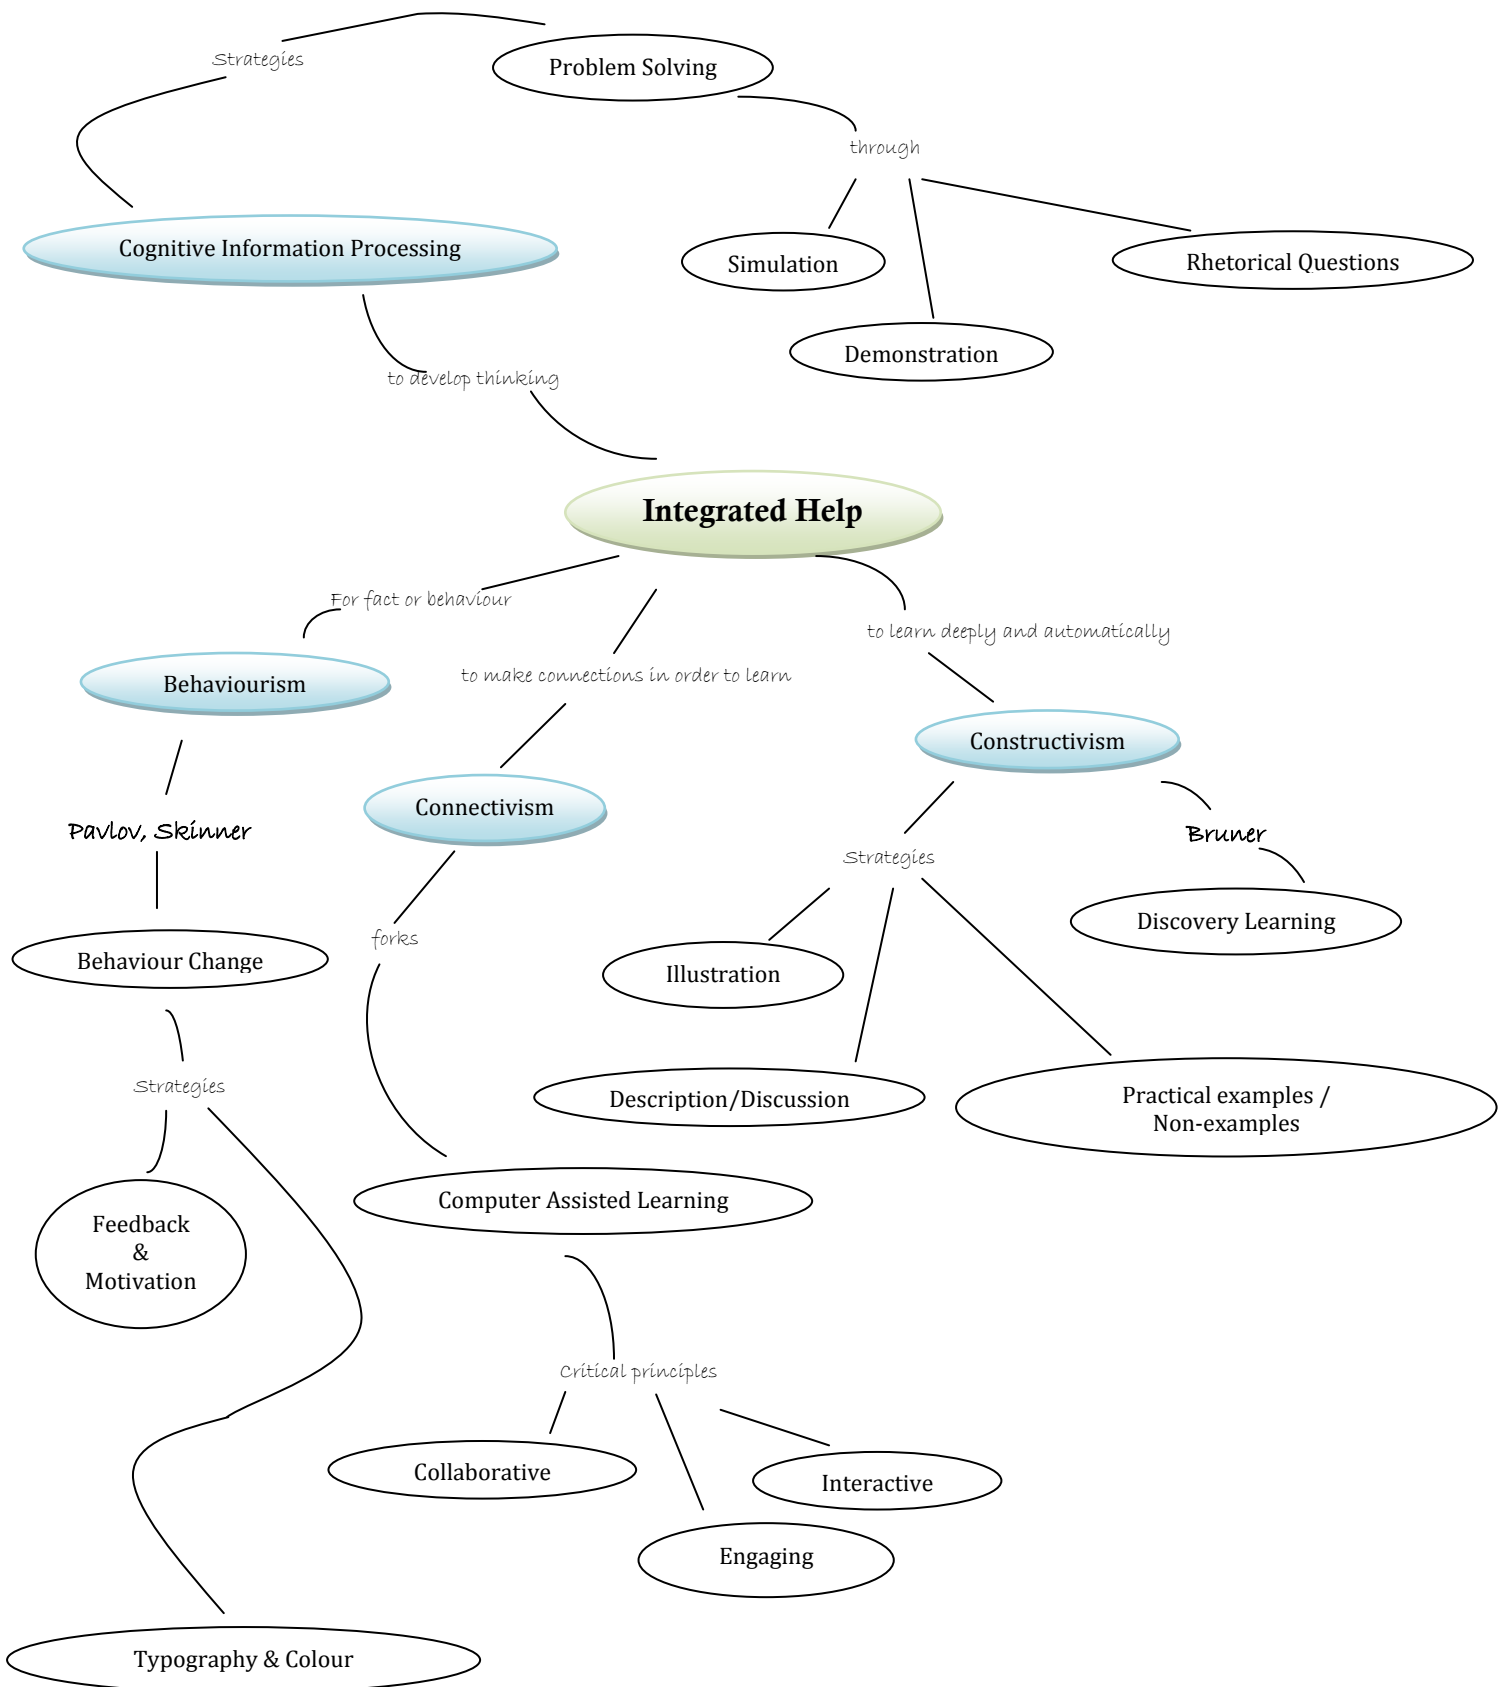 Strategies
Problem Solving
through
Cognitive Information Processing
Simulation
Rhetorical Questions
Demonstration
to develop thinking
Integrated Help
For fact or behaviour
to learn deeply and automatically
Behaviourism
to make connections in order to learn
Constructivism
Connectivism
Pavlov, Skinner
Bruner
Strategies
Discovery Learning
forks
Behaviour Change
Illustration
Strategies
Description/Discussion
Practical examples /
Non-examples
Computer Assisted Learning
Feedback
&
Motivation
Critical principles
Collaborative
Interactive
Engaging
Typography & Colour